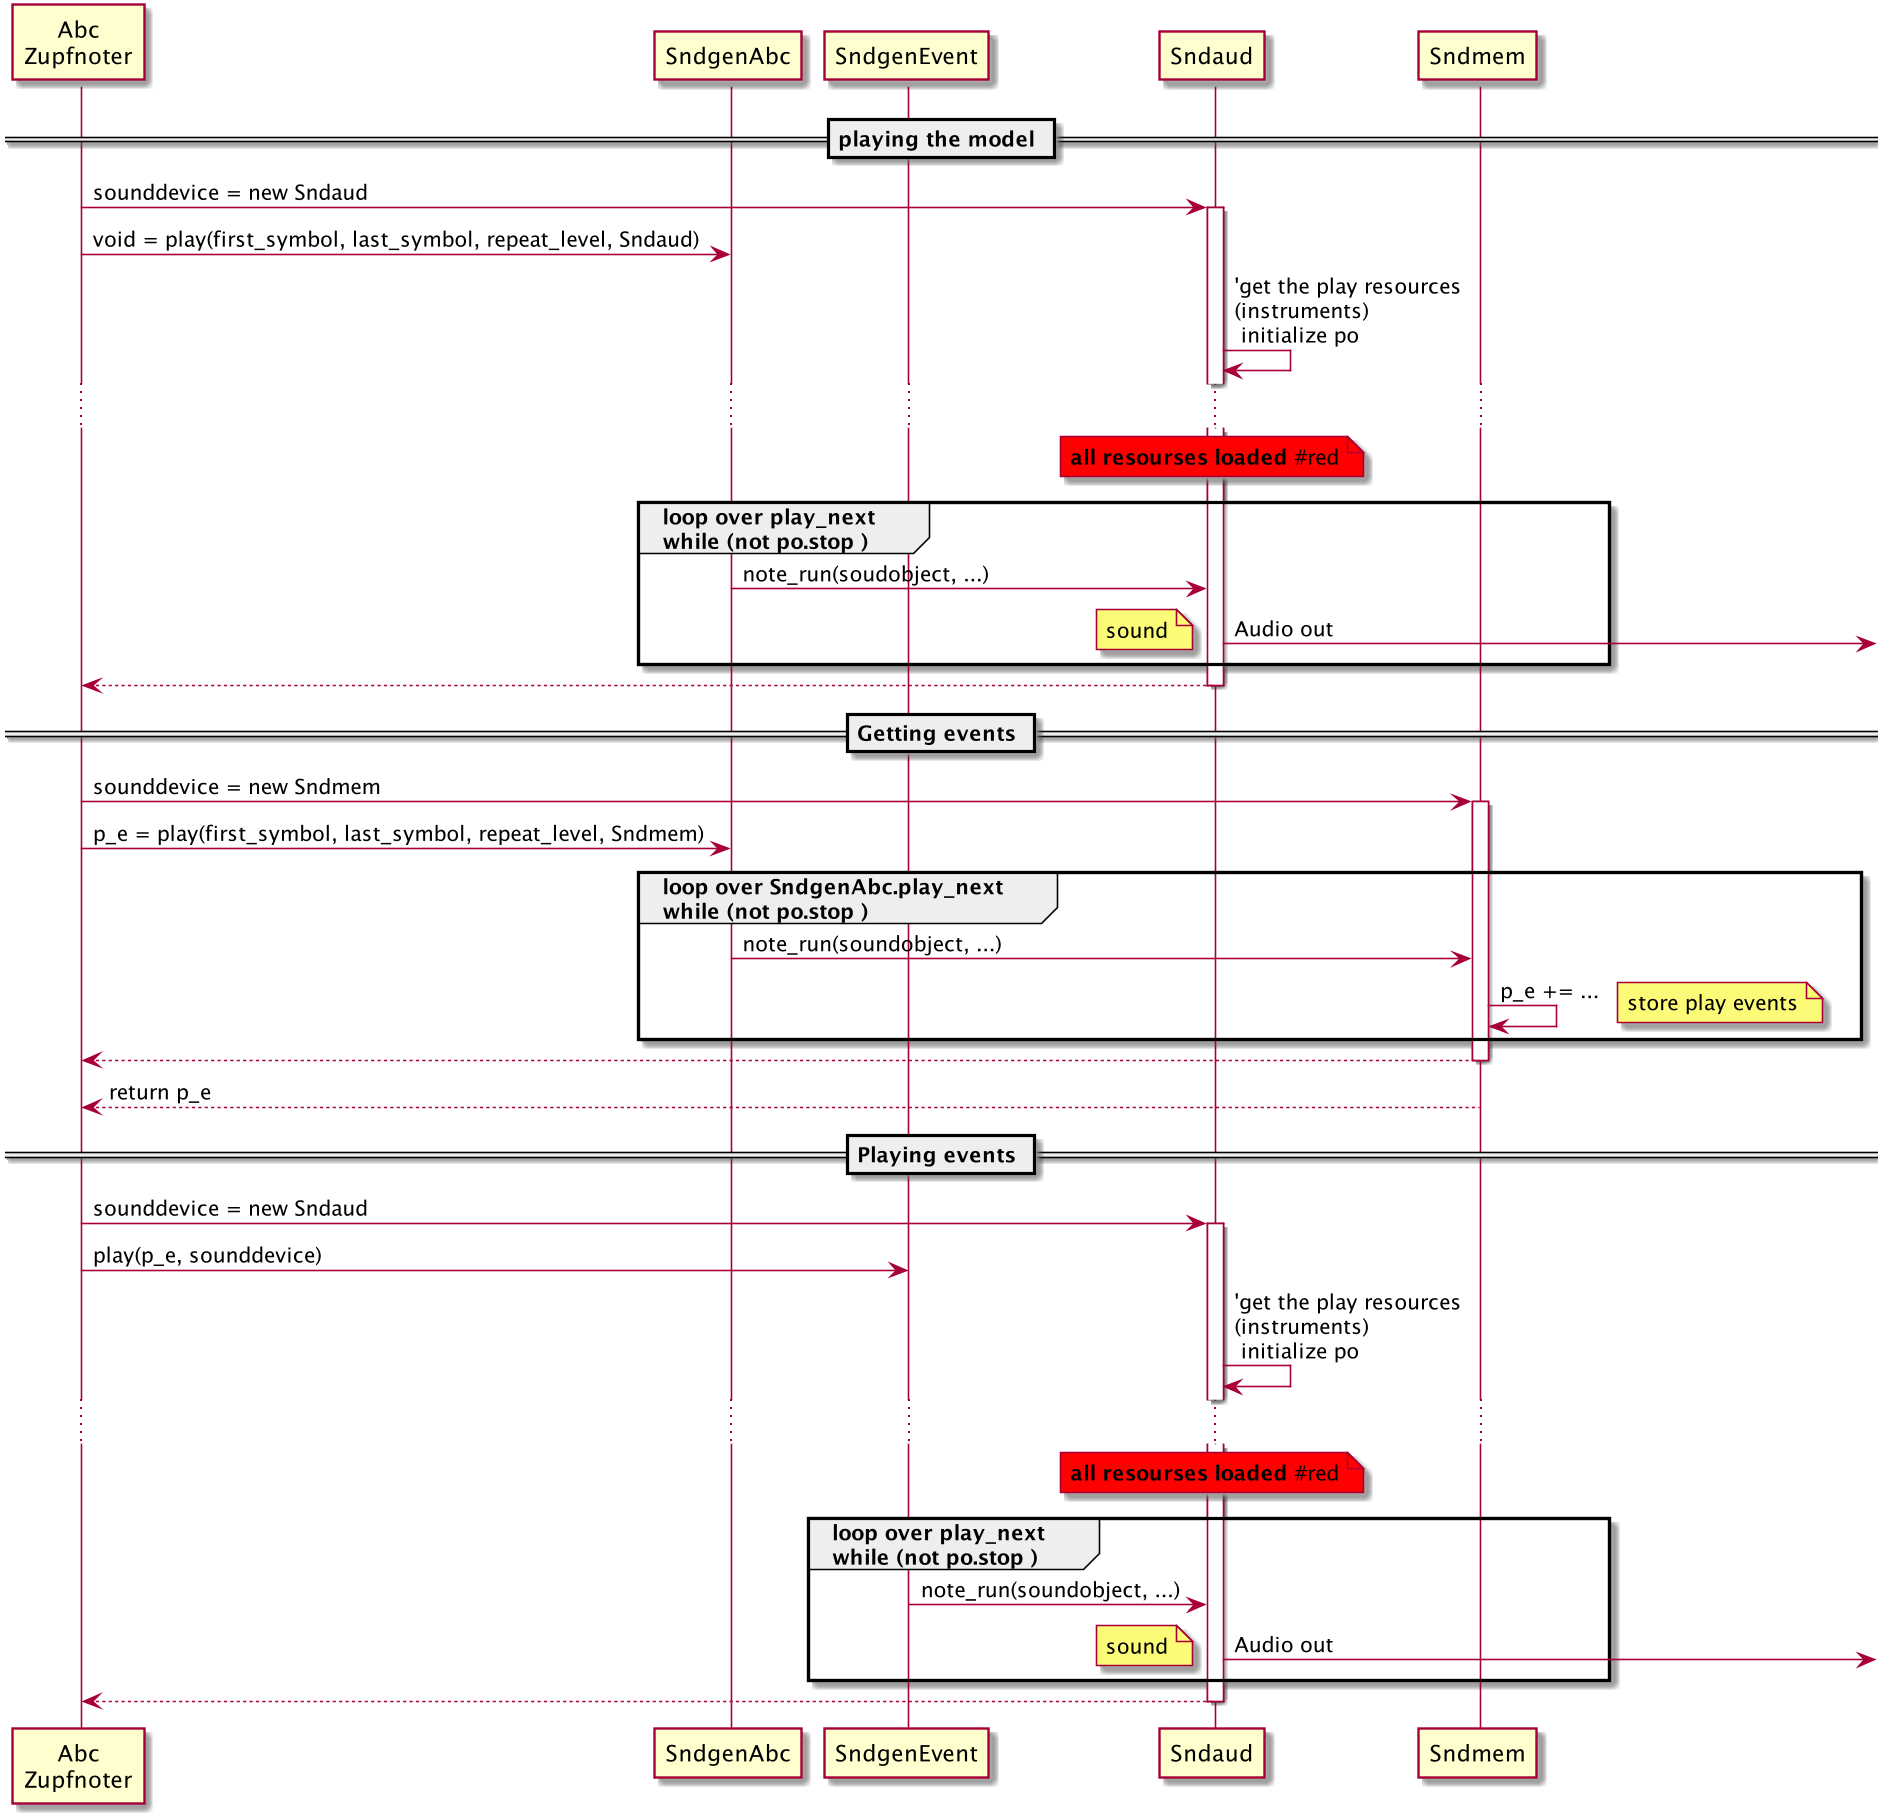 Abc
Zupfnoter
SndgenAbc
SndgenEvent
Sndaud
Sndmem
playing the model
sounddevice = new Sndaud
void = play(first_symbol, last_symbol, repeat_level, Sndaud)
'get the play resources
(instruments)
initialize po
all resourses loaded #red
loop over play_next
while (not po.stop )
note_run(soudobject, ...)
sound
Audio out
Getting events
sounddevice = new Sndmem
p_e = play(first_symbol, last_symbol, repeat_level, Sndmem)
loop over SndgenAbc.play_next
while (not po.stop )
note_run(soundobject, ...)
p_e += ...
store play events
return p_e
Playing events
sounddevice = new Sndaud
play(p_e, sounddevice)
'get the play resources
(instruments)
initialize po
all resourses loaded #red
loop over play_next
while (not po.stop )
note_run(soundobject, ...)
sound
Audio out
Abc
Zupfnoter
SndgenAbc
SndgenEvent
Sndaud
Sndmem